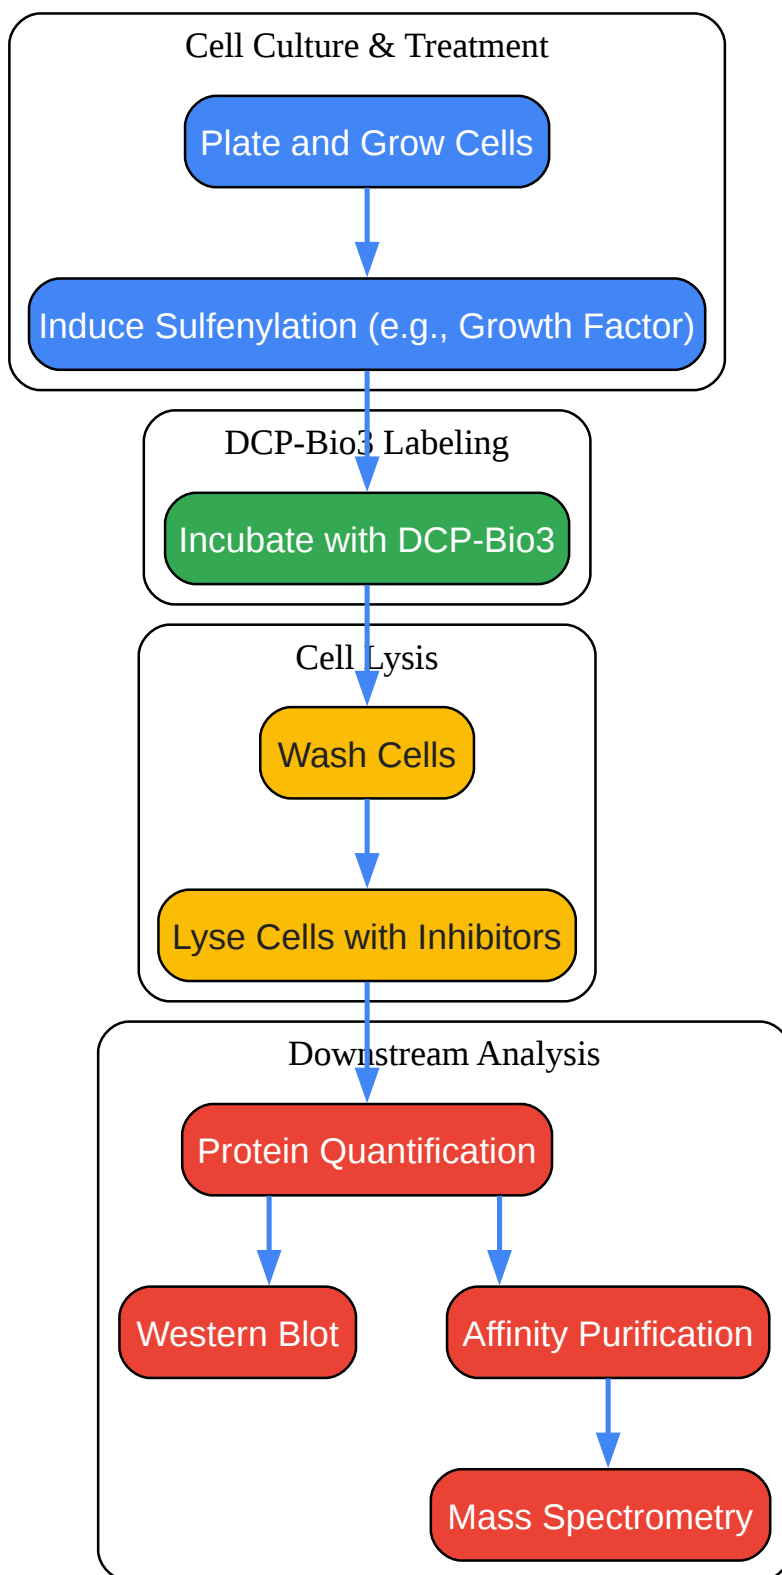 Cell Culture & Treatment
Plate and Grow Cells
Induce Sulfenylation (e.g., Growth Factor)
DCP-Bio3 Labeling
Incubate with DCP-Bio3
Cell Lysis
Wash Cells
Lyse Cells with Inhibitors
Downstream Analysis
Protein Quantification
Western Blot
Affinity Purification
Mass Spectrometry